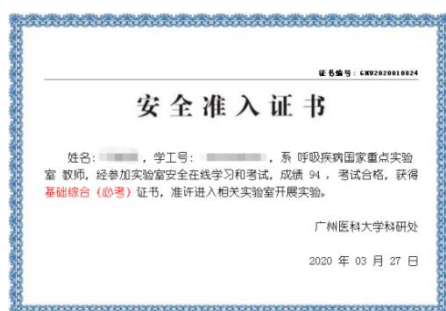 证书编号：GMU2020010824
安全准入证书
姓名： ，学工号： ，系 呼吸疾病国家重点实验
室 教师，经参加实验室安全在线学习和考试，成绩 94 ，考试合格，获得
基础综合（必考）证书，准许进入相关实验室开展实验。
广州医科大学科研处
2020 年 03 月 27 日